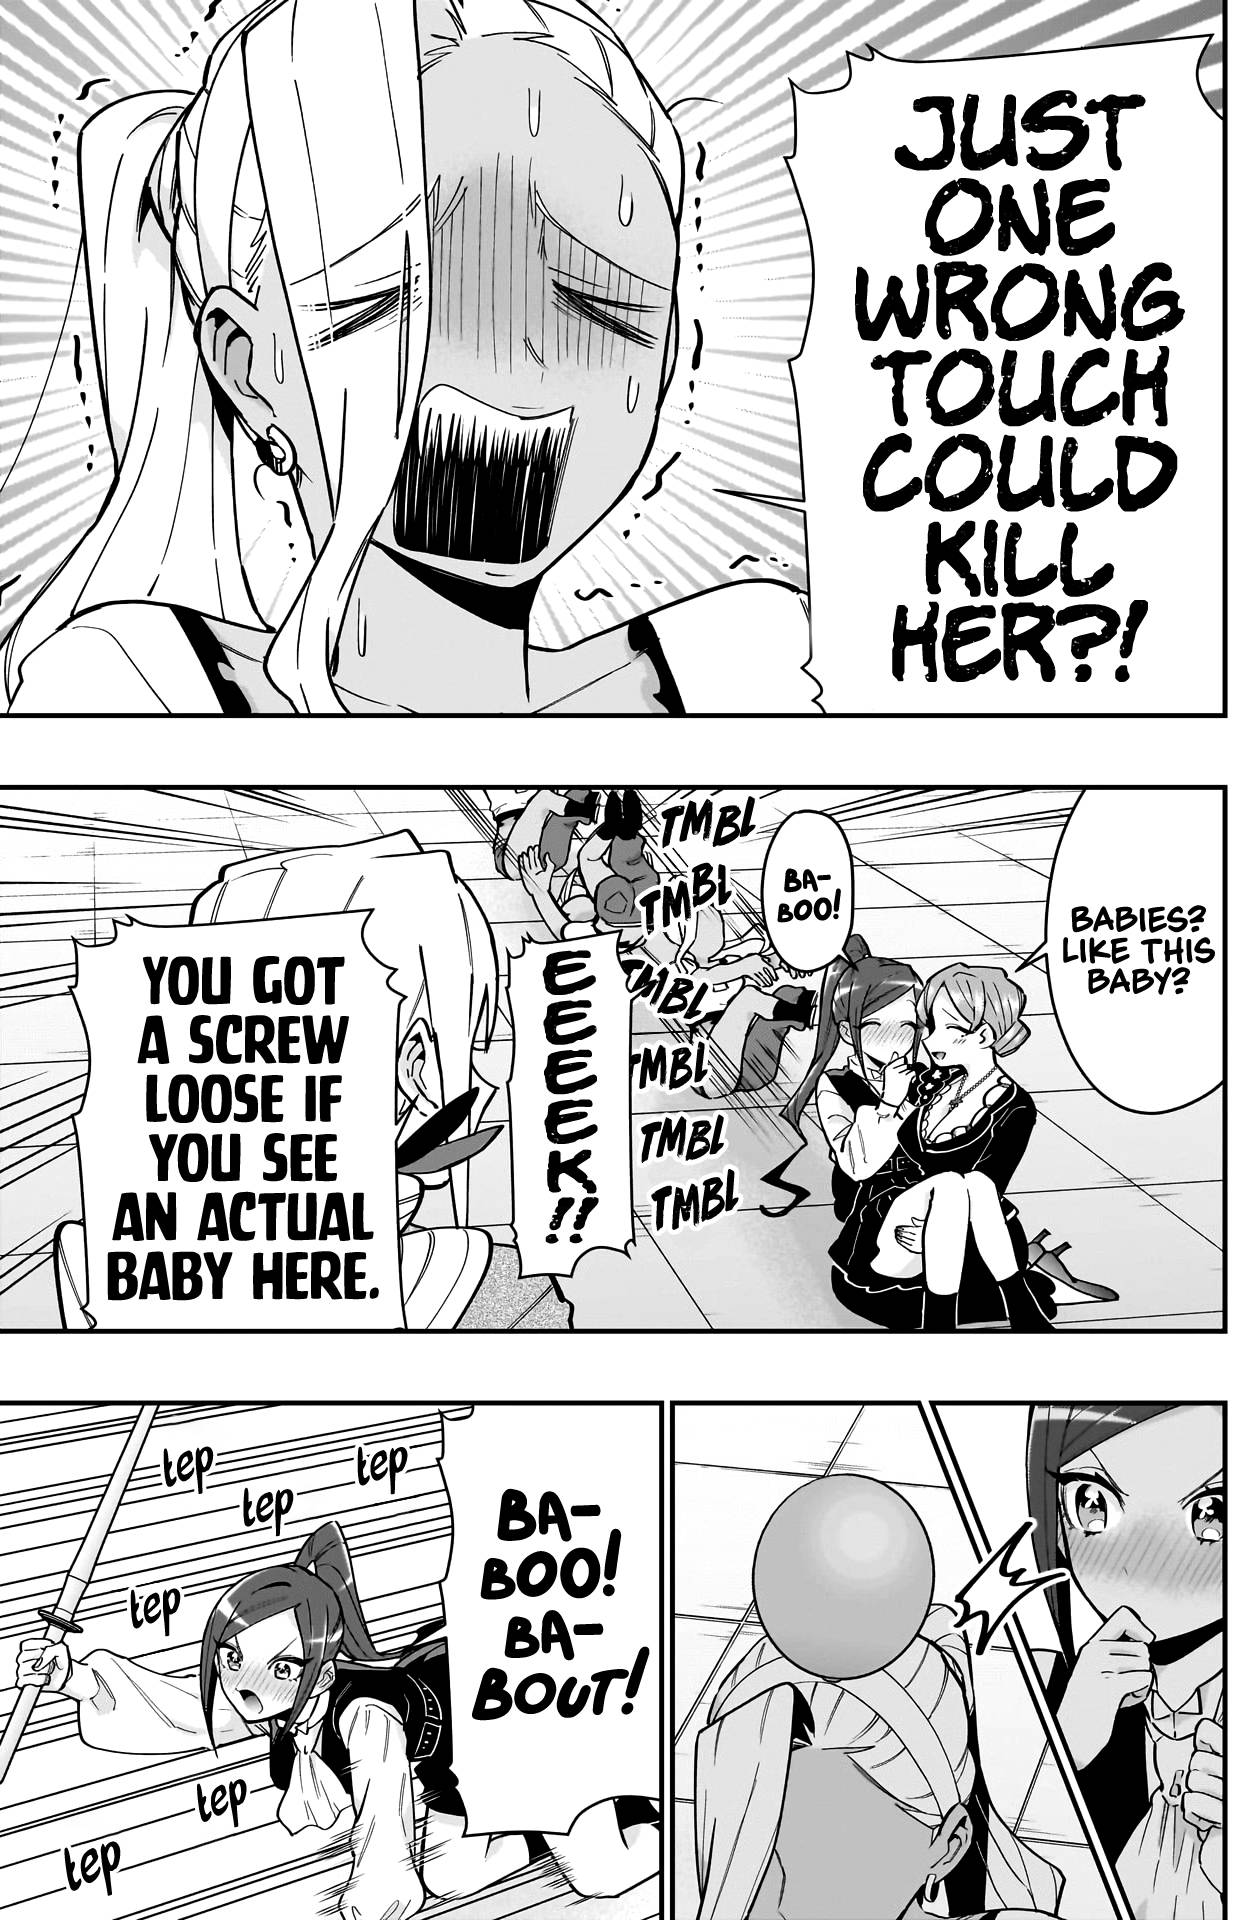 JUST
ONE
WRONG
TOUCH
COULD
KILL
HER?!
BABIES?
LIKE THIS
BABY?
BA-
BOO!
TMBL
TMBL
TMBL
TMBL
TMBL
TMBL
EEEEK!!
YOU GOT
A SCREW
LOOSE IF
YOU SEE
AN ACTUAL
BABY HERE.
BA-
BOO!
BA-
BOUT!
tep
tep
tep
tep
tep
tep